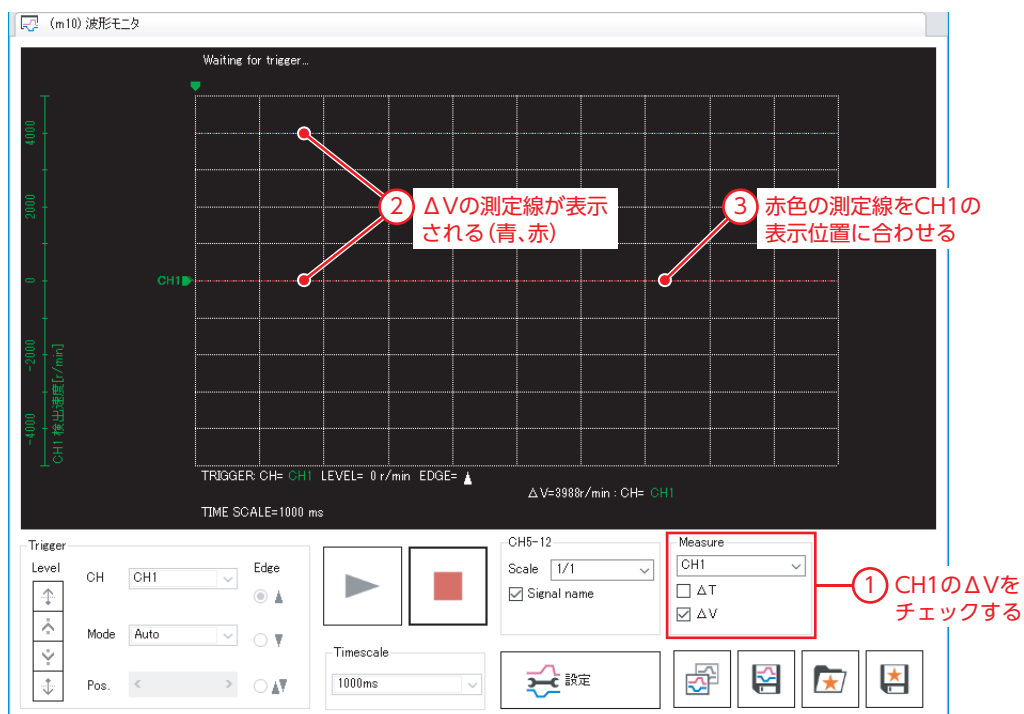 (m10) 波形モニタ
Waiting for trigger...
4000
2000
0
-2000
-4000
CH1 検出速度[r/min]
CH1
② ΔVの測定線が表示
される(青、赤)
③ 赤色の測定線をCH1の
表示位置に合わせる
TRIGGER: CH= CH1 LEVEL= 0 r/min EDGE=
ΔV=3988r/min : CH= CH1
TIME SCALE=1000 ms
Trigger
Level
CH
CH1
Edge
Mode
Auto
Pos.
Timescale
1000ms
CH5-12
Scale
1/1
Signal name
設定
Measure
CH1
ΔT
ΔV
① CH1のΔVを
チェックする